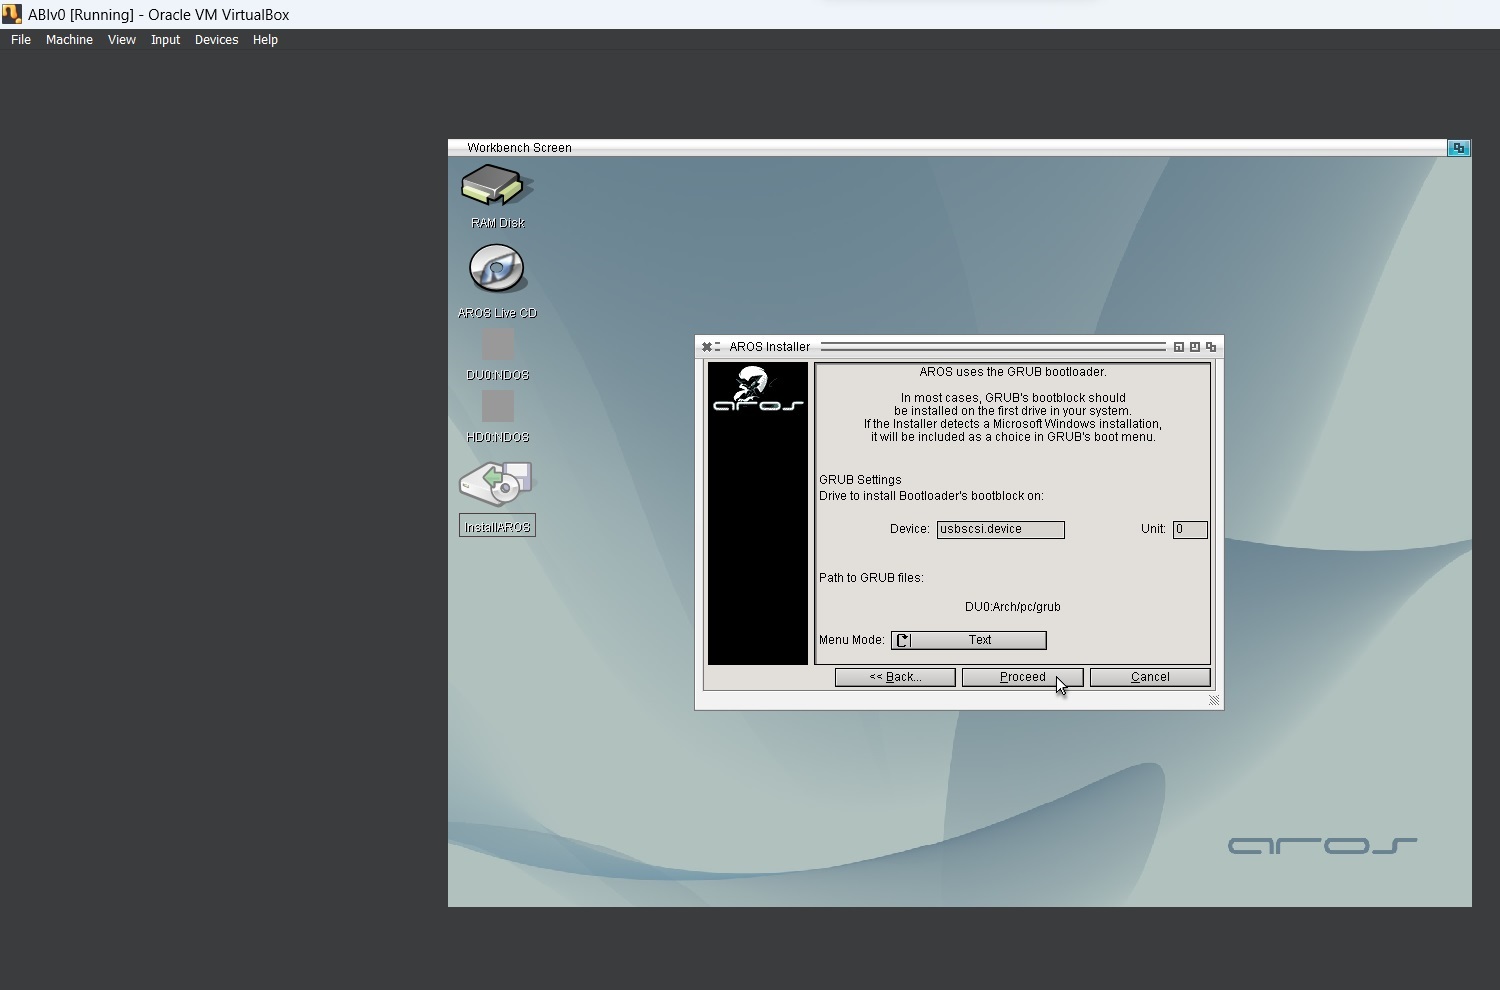 ABIv0 [Running] - Oracle VM VirtualBox
File Machine View Input Devices Help
Workbench Screen
RAM Disk
AROS Live CD
DU0:NDOS
HD0:NDOS
InstallAROS
AROS Installer
aros
AROS uses the GRUB bootloader.
In most cases, GRUB's bootblock should
be installed on the first drive in your system.
If the Installer detects a Microsoft Windows installation,
it will be included as a choice in GRUB's boot menu.
GRUB Settings
Drive to install Bootloader's bootblock on:
Device: usbscsi.device Unit: 0
Path to GRUB files:
DU0:Arch/pc/grub
Menu Mode: Text
<< Back... Proceed Cancel
aros